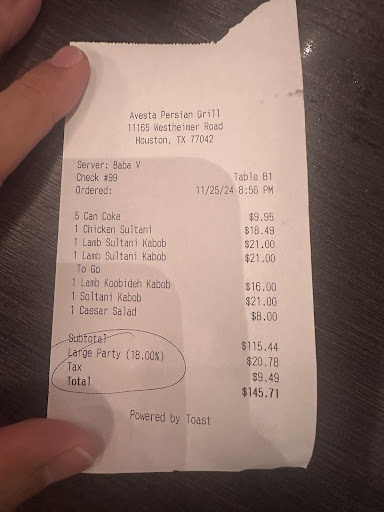 Avesta Persian Grill
11165 Westheimer Road
Houston, TX 77042
Server: Baba V
Check #99 Table B1
Ordered: 11/25/24 8:56 PM
5 Can Coke $9.95
1 Chicken Sultani $18.49
1 Lamb Sultani Kabob $21.00
1 Lamb Sultani Kabob $21.00
To Go
1 Lamb Koobideh Kabob $16.00
1 Soltani Kabob $21.00
1 Caesar Salad $8.00
Subtotal $115.44
Large Party (18.00%) $20.78
Tax $9.49
Total $145.71
Powered by Toast